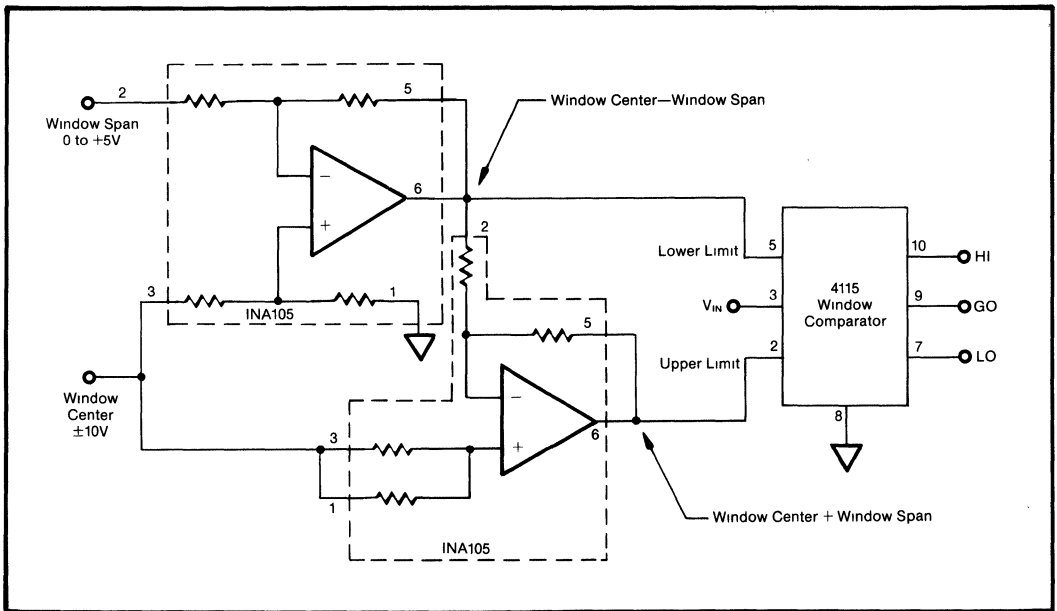 2
5
Window Span
0 to +5V
Window Center—Window Span
−
6
+
2
3
1
INA105
Lower Limit
5
10
HI
VIN
3
4115
Window
Comparator
9
GO
5
Upper Limit
2
7
LO
Window
Center
±10V
−
8
6
3
+
1
Window Center + Window Span
INA105